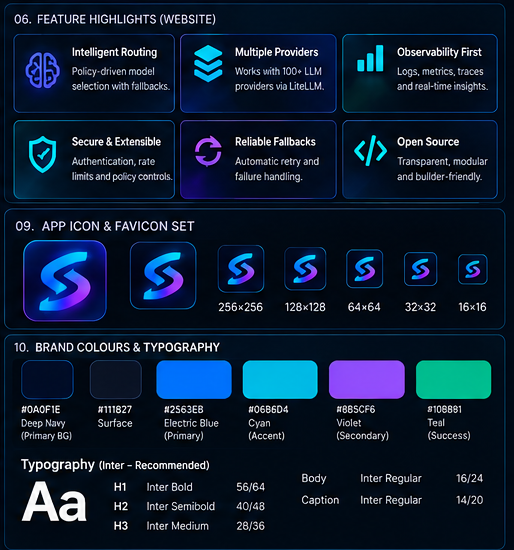 06. FEATURE HIGHLIGHTS (WEBSITE)
Intelligent Routing
Policy-driven model
selection with fallbacks.
Multiple Providers
Works with 100+ LLM
providers via LiteLLM.
Observability First
Logs, metrics, traces
and real-time insights.
Secure & Extensible
Authentication, rate
limits and policy controls.
Reliable Fallbacks
Automatic retry and
failure handling.
Open Source
Transparent, modular
and builder-friendly.
09. APP ICON & FAVICON SET
256×256
128×128
64×64
32×32
16×16
10. BRAND COLOURS & TYPOGRAPHY
#0A0F1E
Deep Navy
(Primary BG)
#111827
Surface
#2563EB
Electric Blue
(Primary)
#06B6D4
Cyan
(Accent)
#8B5CF6
Violet
(Secondary)
#10B881
Teal
(Success)
Typography (Inter – Recommended)
Aa
H1 Inter Bold 56/64
H2 Inter Semibold 40/48
H3 Inter Medium 28/36
Body Inter Regular 16/24
Caption Inter Regular 14/20